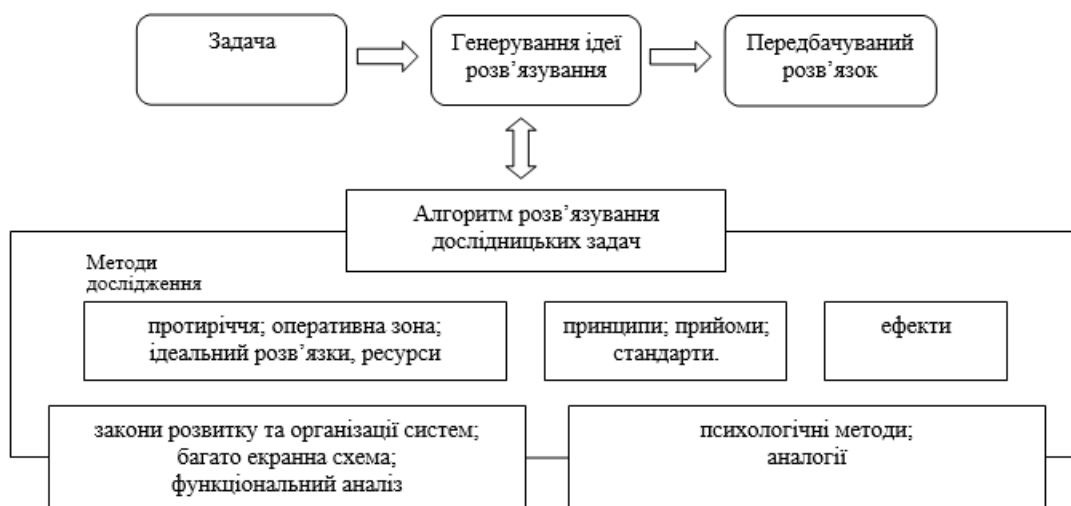 Задача
Генерування ідеї
розв’язування
Передбачуваний
розв’язок
Алгоритм розв’язування
дослідницьких задач
Методи
дослідження
протиріччя; оперативна зона;
ідеальний розв’язки, ресурси
принципи; прийоми;
стандарти.
ефекти
закони розвитку та організації систем;
багато екранна схема;
функціональний аналіз
психологічні методи;
аналогії